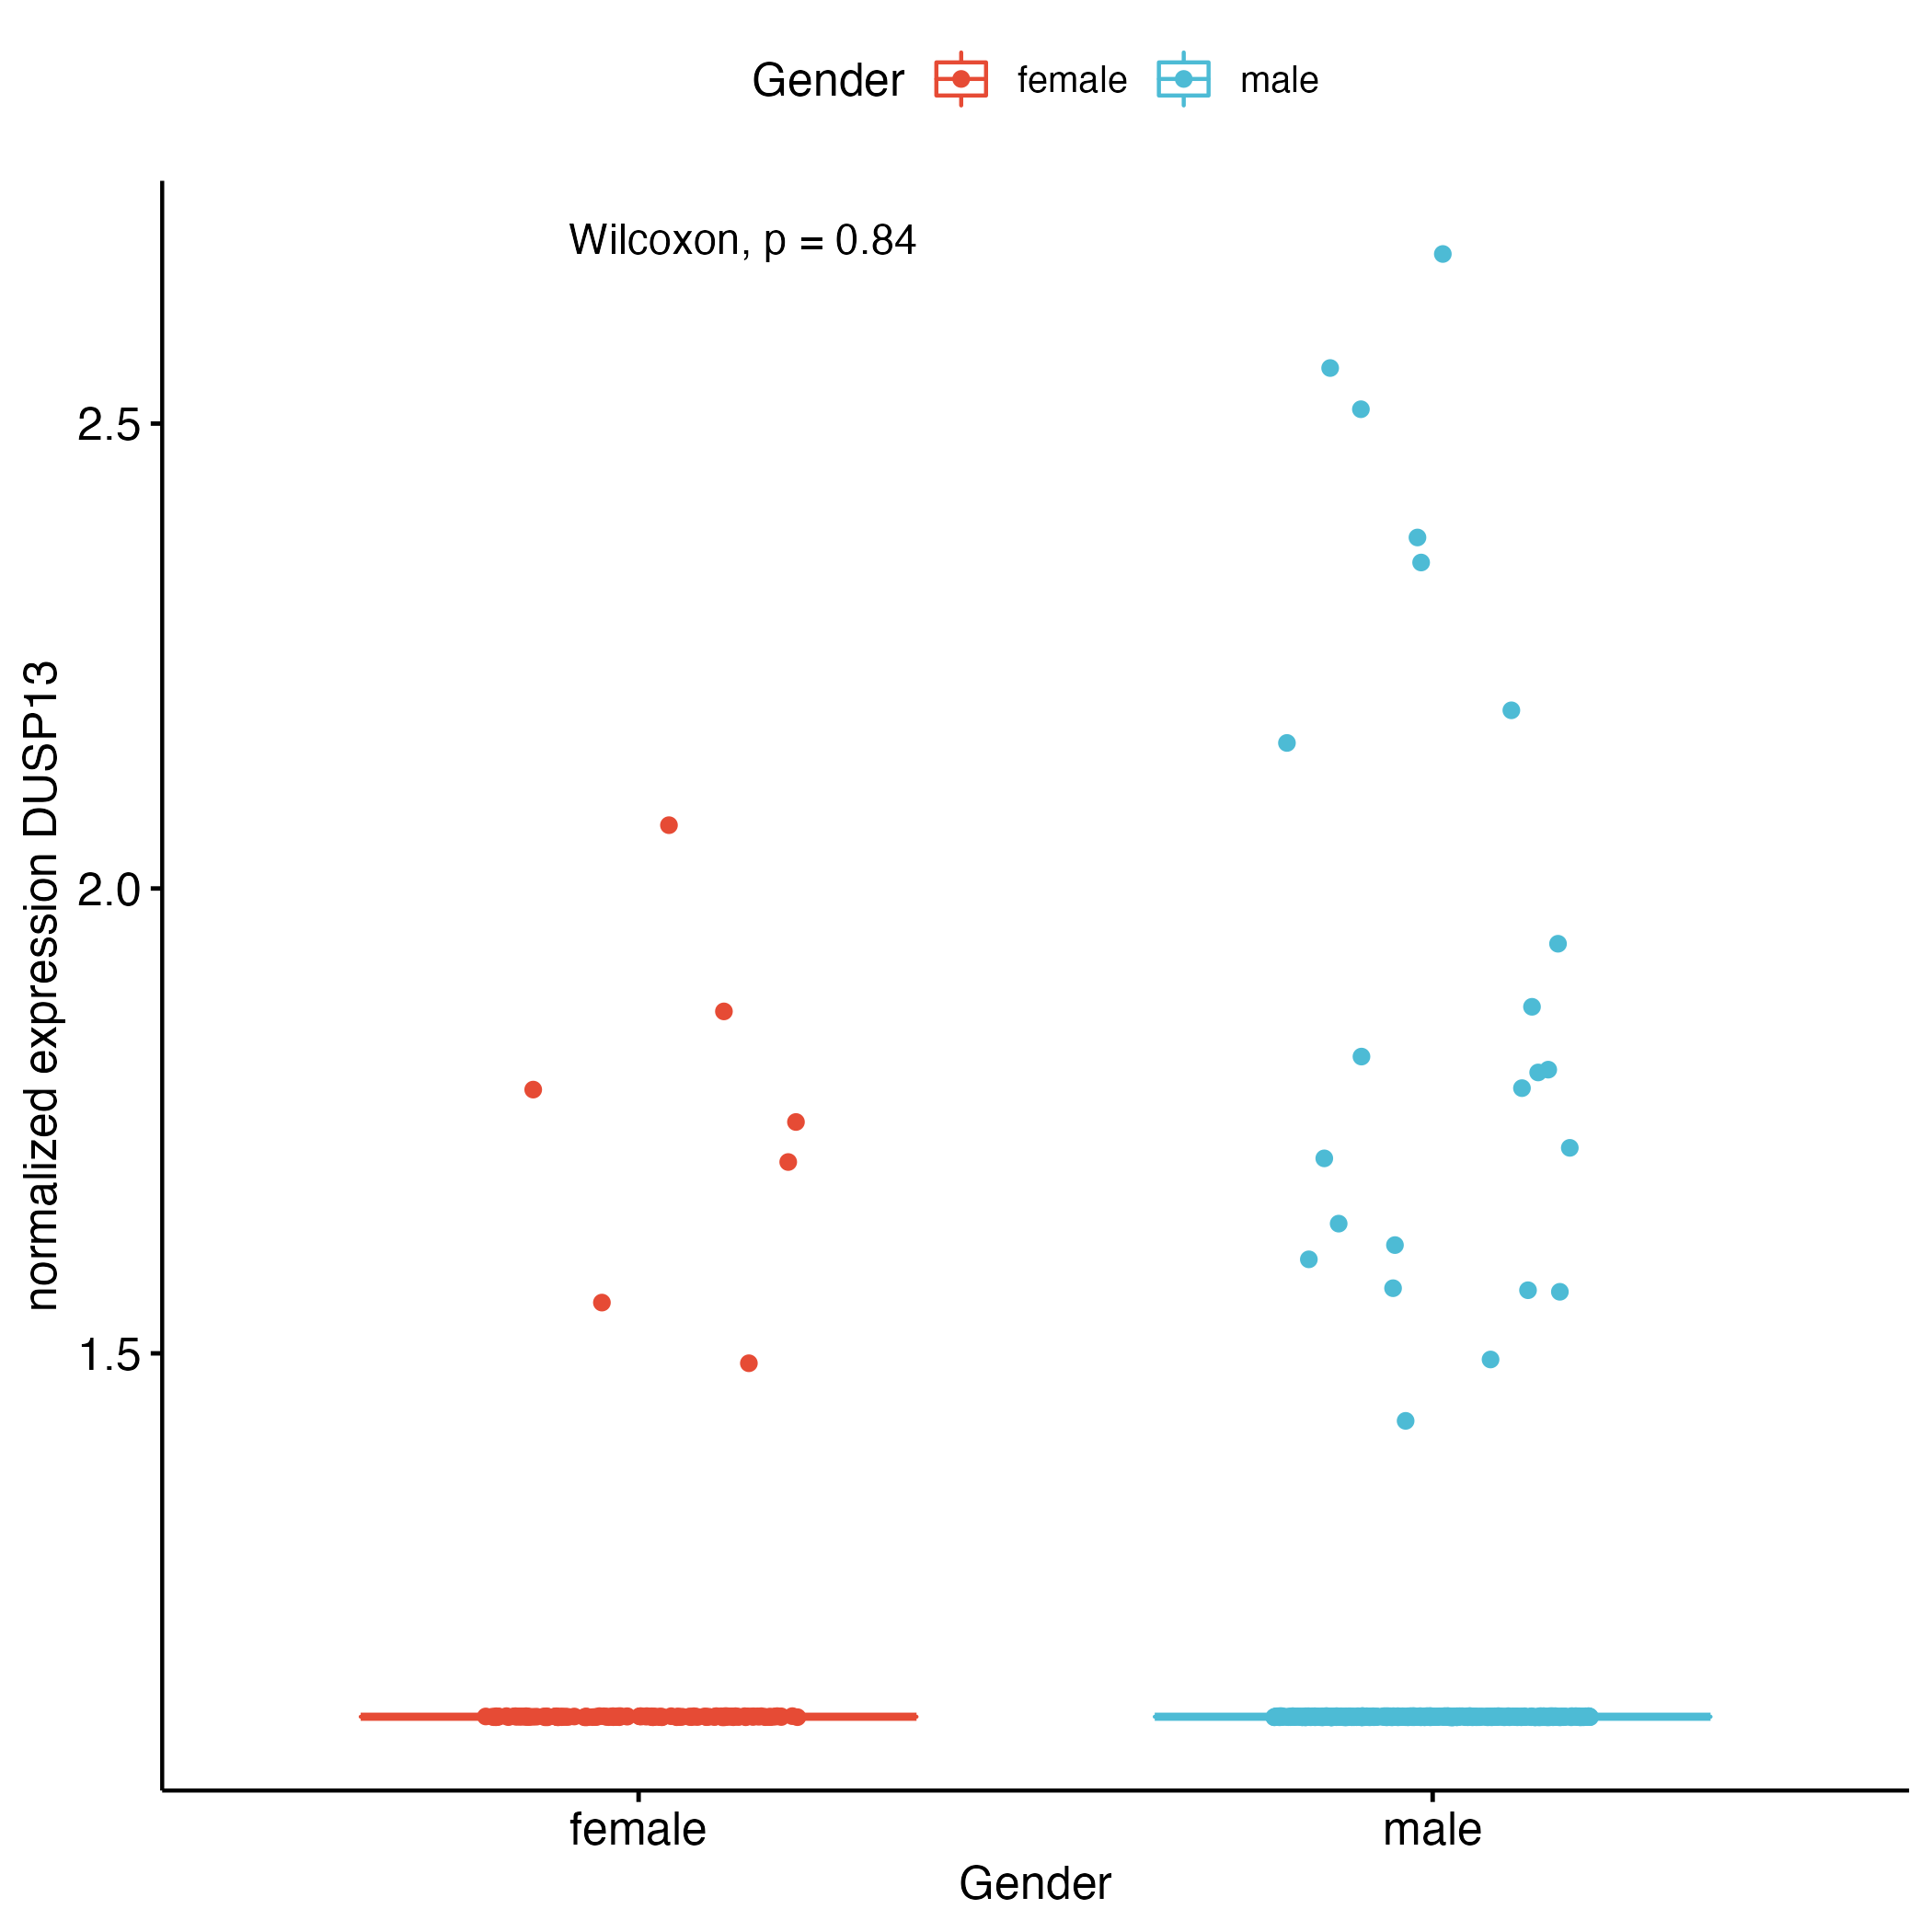 Gender female male
Wilcoxon, p = 0.84
normalized expression DUSP13
2.5
2.0
1.5
female male
Gender